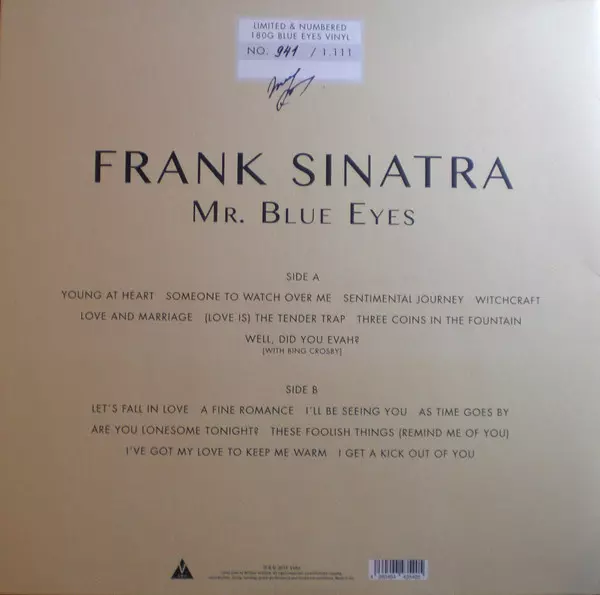 LIMITED & NUMBERED
180G BLUE EYES VINYL
NO. 941 / 1.111
FRANK SINATRA
MR. BLUE EYES
SIDE A
YOUNG AT HEART SOMEONE TO WATCH OVER ME SENTIMENTAL JOURNEY WITCHCRAFT
LOVE AND MARRIAGE (LOVE IS) THE TENDER TRAP THREE COINS IN THE FOUNTAIN
WELL, DID YOU EVAH?
[WITH BING CROSBY]
SIDE B
LET'S FALL IN LOVE A FINE ROMANCE I'LL BE SEEING YOU AS TIME GOES BY
ARE YOU LONESOME TONIGHT? THESE FOOLISH THINGS (REMIND ME OF YOU)
I'VE GOT MY LOVE TO KEEP ME WARM I GET A KICK OUT OF YOU